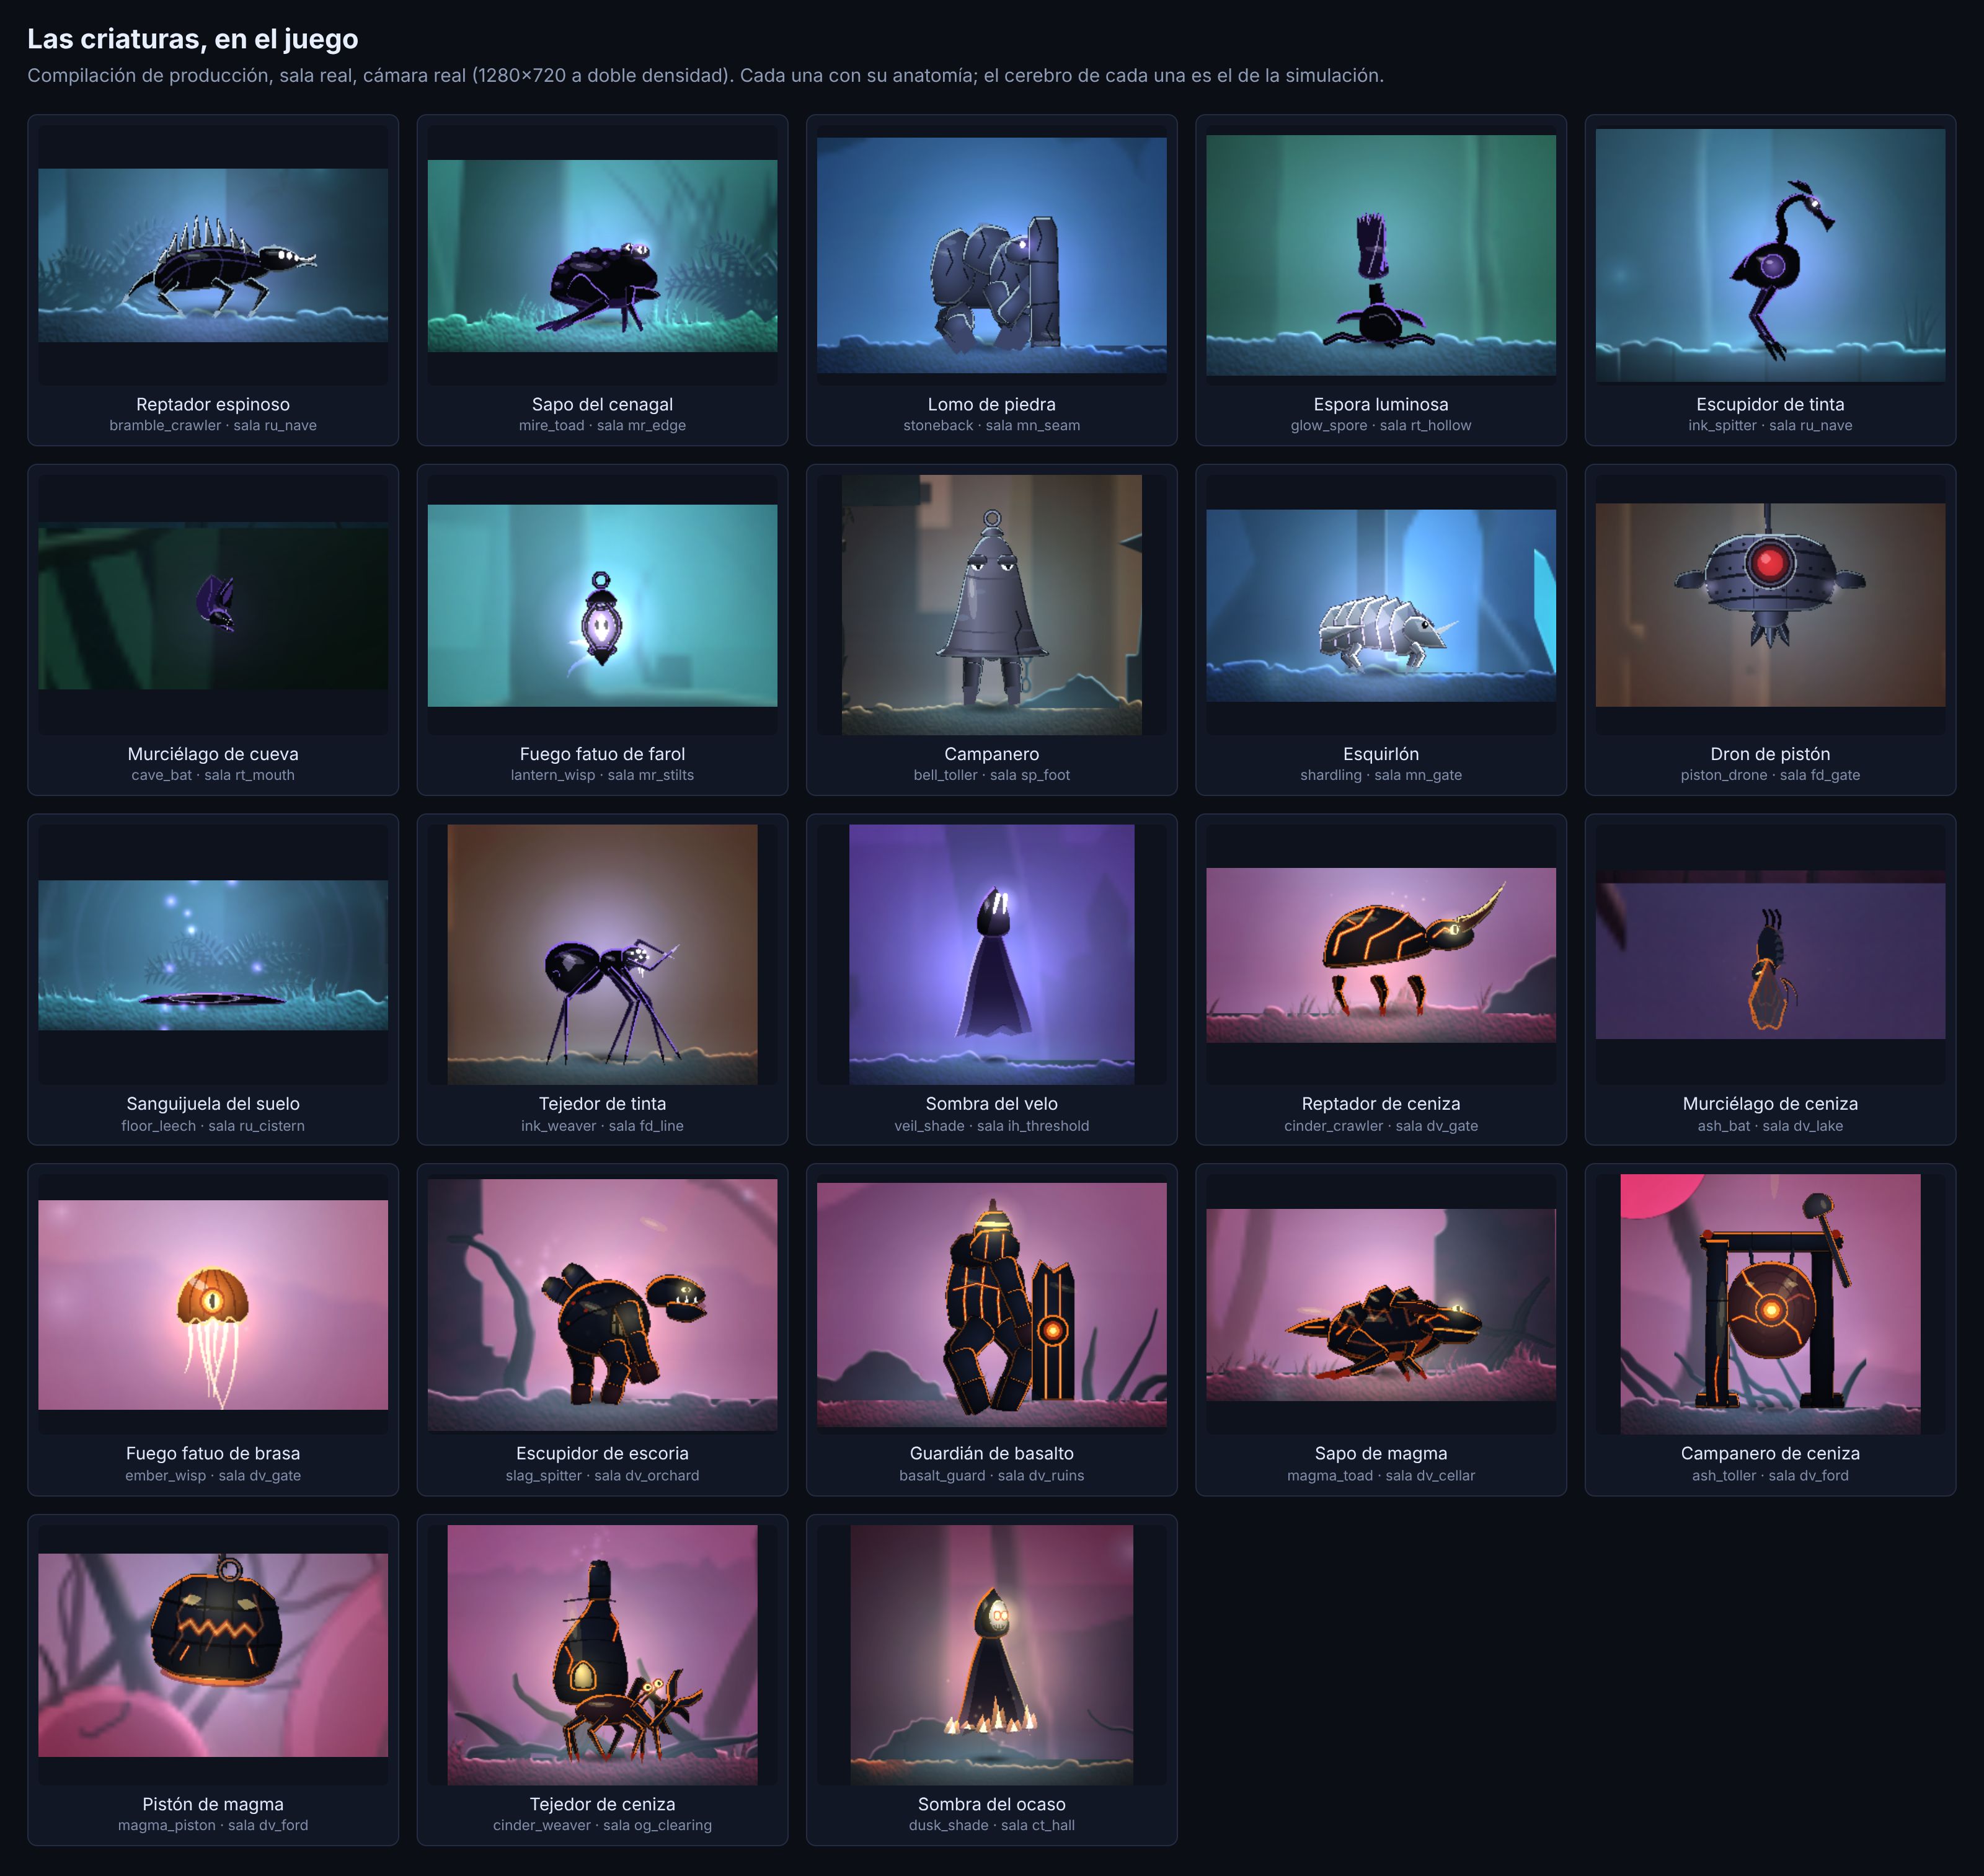 Las criaturas, en el juego
Compilación de producción, sala real, cámara real (1280×720 a doble densidad). Cada una con su anatomía; el cerebro de cada una es el de la simulación.
Reptador espinoso
bramble_crawler · sala ru_nave
Sapo del cenagal
mire_toad · sala mr_edge
Lomo de piedra
stoneback · sala mn_seam
Espora luminosa
glow_spore · sala rt_hollow
Escupidor de tinta
ink_spitter · sala ru_nave
Murciélago de cueva
cave_bat · sala rt_mouth
Fuego fatuo de farol
lantern_wisp · sala mr_stilts
Campanero
bell_toller · sala sp_foot
Esquirlón
shardling · sala mn_gate
Dron de pistón
piston_drone · sala fd_gate
Sanguijuela del suelo
floor_leech · sala ru_cistern
Tejedor de tinta
ink_weaver · sala fd_line
Sombra del velo
veil_shade · sala ih_threshold
Reptador de ceniza
cinder_crawler · sala dv_gate
Murciélago de ceniza
ash_bat · sala dv_lake
Fuego fatuo de brasa
ember_wisp · sala dv_gate
Escupidor de escoria
slag_spitter · sala dv_orchard
Guardián de basalto
basalt_guard · sala dv_ruins
Sapo de magma
magma_toad · sala dv_cellar
Campanero de ceniza
ash_toller · sala dv_ford
Pistón de magma
magma_piston · sala dv_ford
Tejedor de ceniza
cinder_weaver · sala og_clearing
Sombra del ocaso
dusk_shade · sala ct_hall